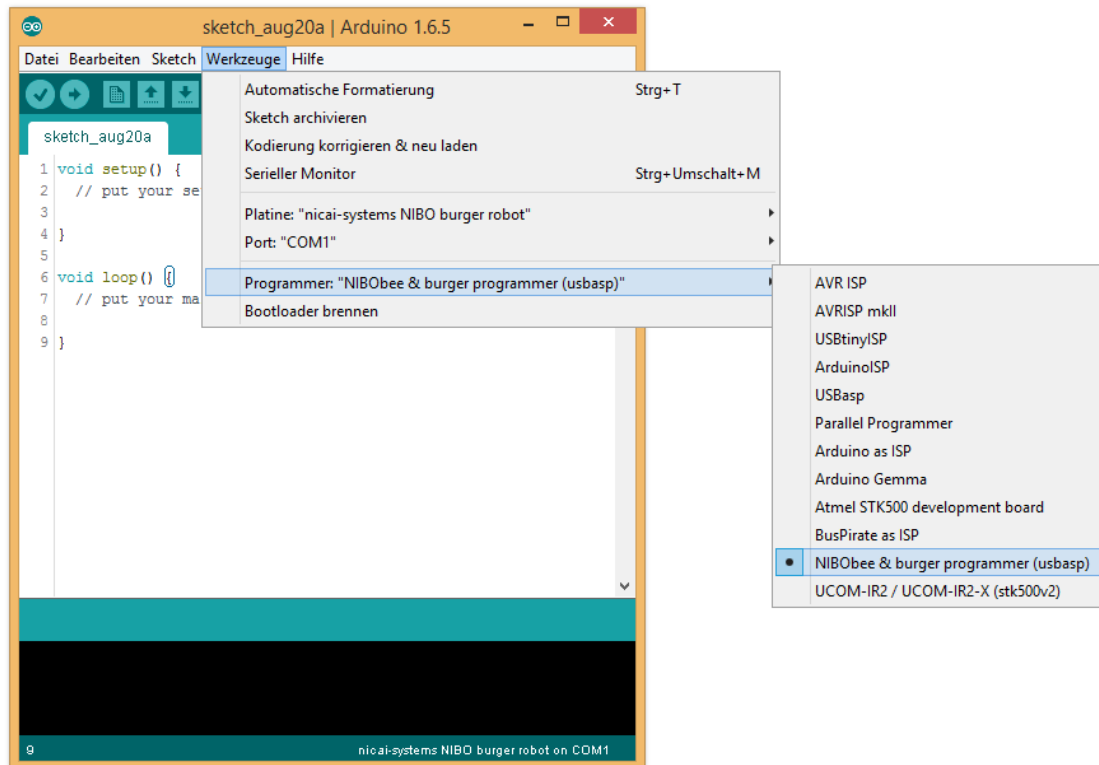 sketch_aug20a | Arduino 1.6.5
Datei Bearbeiten Sketch Werkzeuge Hilfe
Automatische Formatierung Strg+T
Sketch archivieren
Kodierung korrigieren & neu laden
Serieller Monitor Strg+Umschalt+M
Platine: "nicai-systems NIBO burger robot"
Port: "COM1"
Programmer: "NIBObee & burger programmer (usbasp)"
Bootloader brennen
AVR ISP
AVRISP mkII
USBtinyISP
ArduinoISP
USBasp
Parallel Programmer
Arduino as ISP
Arduino Gemma
Atmel STK500 development board
BusPirate as ISP
NIBObee & burger programmer (usbasp)
UCOM-IR2 / UCOM-IR2-X (stk500v2)
sketch_aug20a
1 void setup() {
2 // put your se
3
4 }
5
6 void loop() {
7 // put your ma
8
9 }
9 nicai-systems NIBO burger robot on COM1